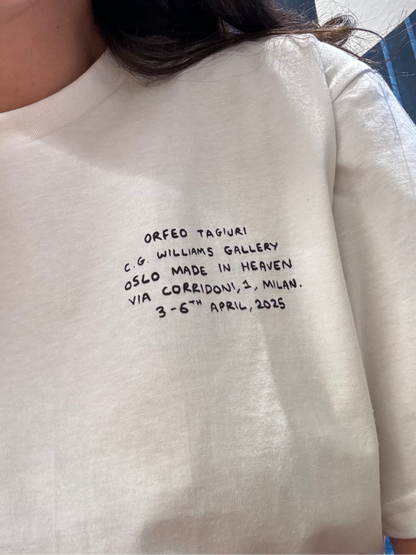 ORFEO TAGIURI
C.G. WILLIAMS GALLERY
OSLO MADE IN HEAVEN
VIA CORRIDONI, 1, MILAN.
3-6TH APRIL, 2025